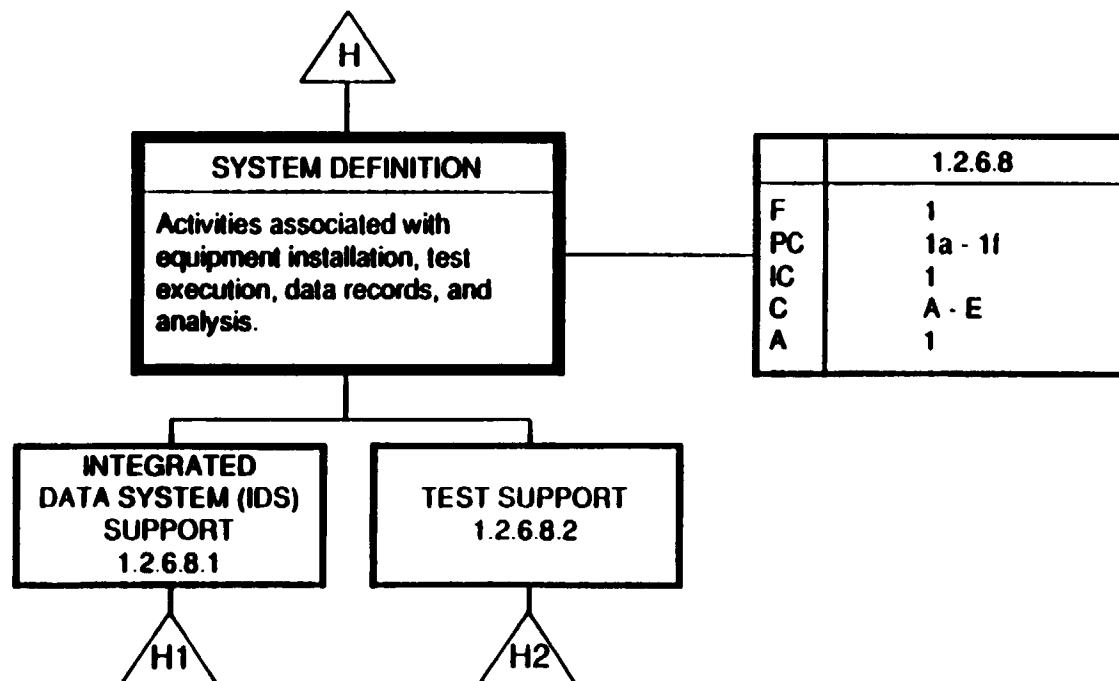 H
SYSTEM DEFINITION
Activities associated with
equipment installation, test
execution, data records, and
analysis.
1.2.6.8
F 1
PC 1a - 1f
IC 1
C A - E
A 1
INTEGRATED
DATA SYSTEM (IDS)
SUPPORT
1.2.6.8.1
TEST SUPPORT
1.2.6.8.2
H1
H2